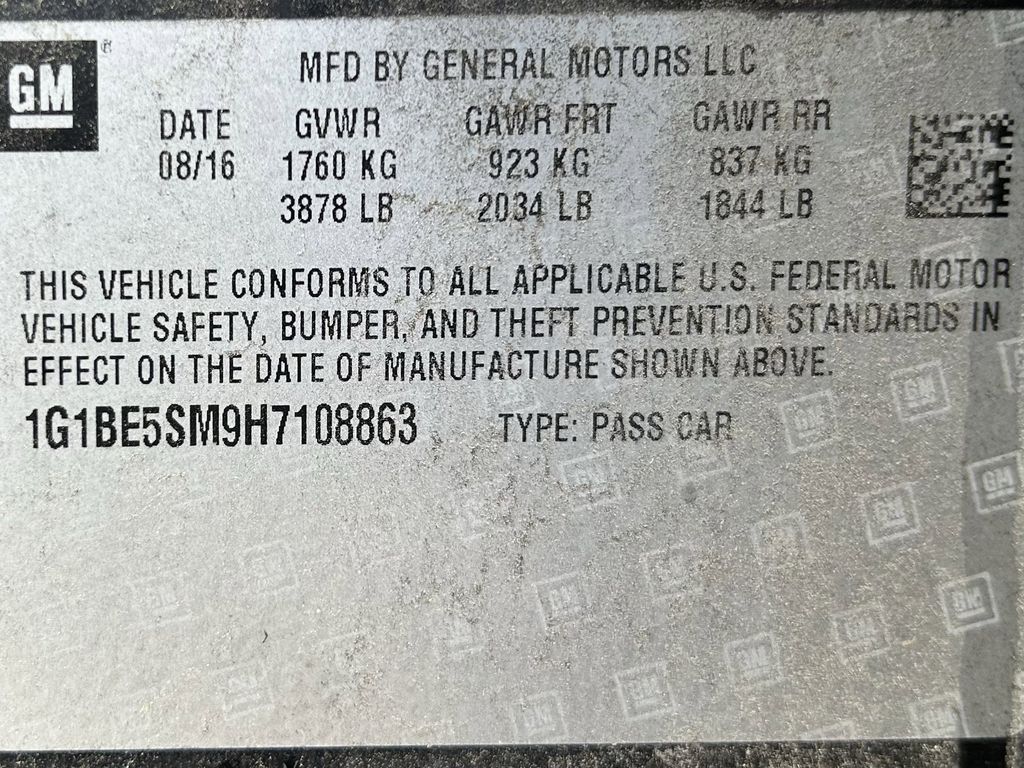 GM
MFD BY GENERAL MOTORS LLC
DATE GVWR GAWR FRT GAWR RR
08/16 1760 KG 923 KG 837 KG
3878 LB 2034 LB 1844 LB
THIS VEHICLE CONFORMS TO ALL APPLICABLE U.S. FEDERAL MOTOR
VEHICLE SAFETY, BUMPER, AND THEFT PREVENTION STANDARDS IN
EFFECT ON THE DATE OF MANUFACTURE SHOWN ABOVE.
1G1BE5SM9H7108863 TYPE: PASS CAR